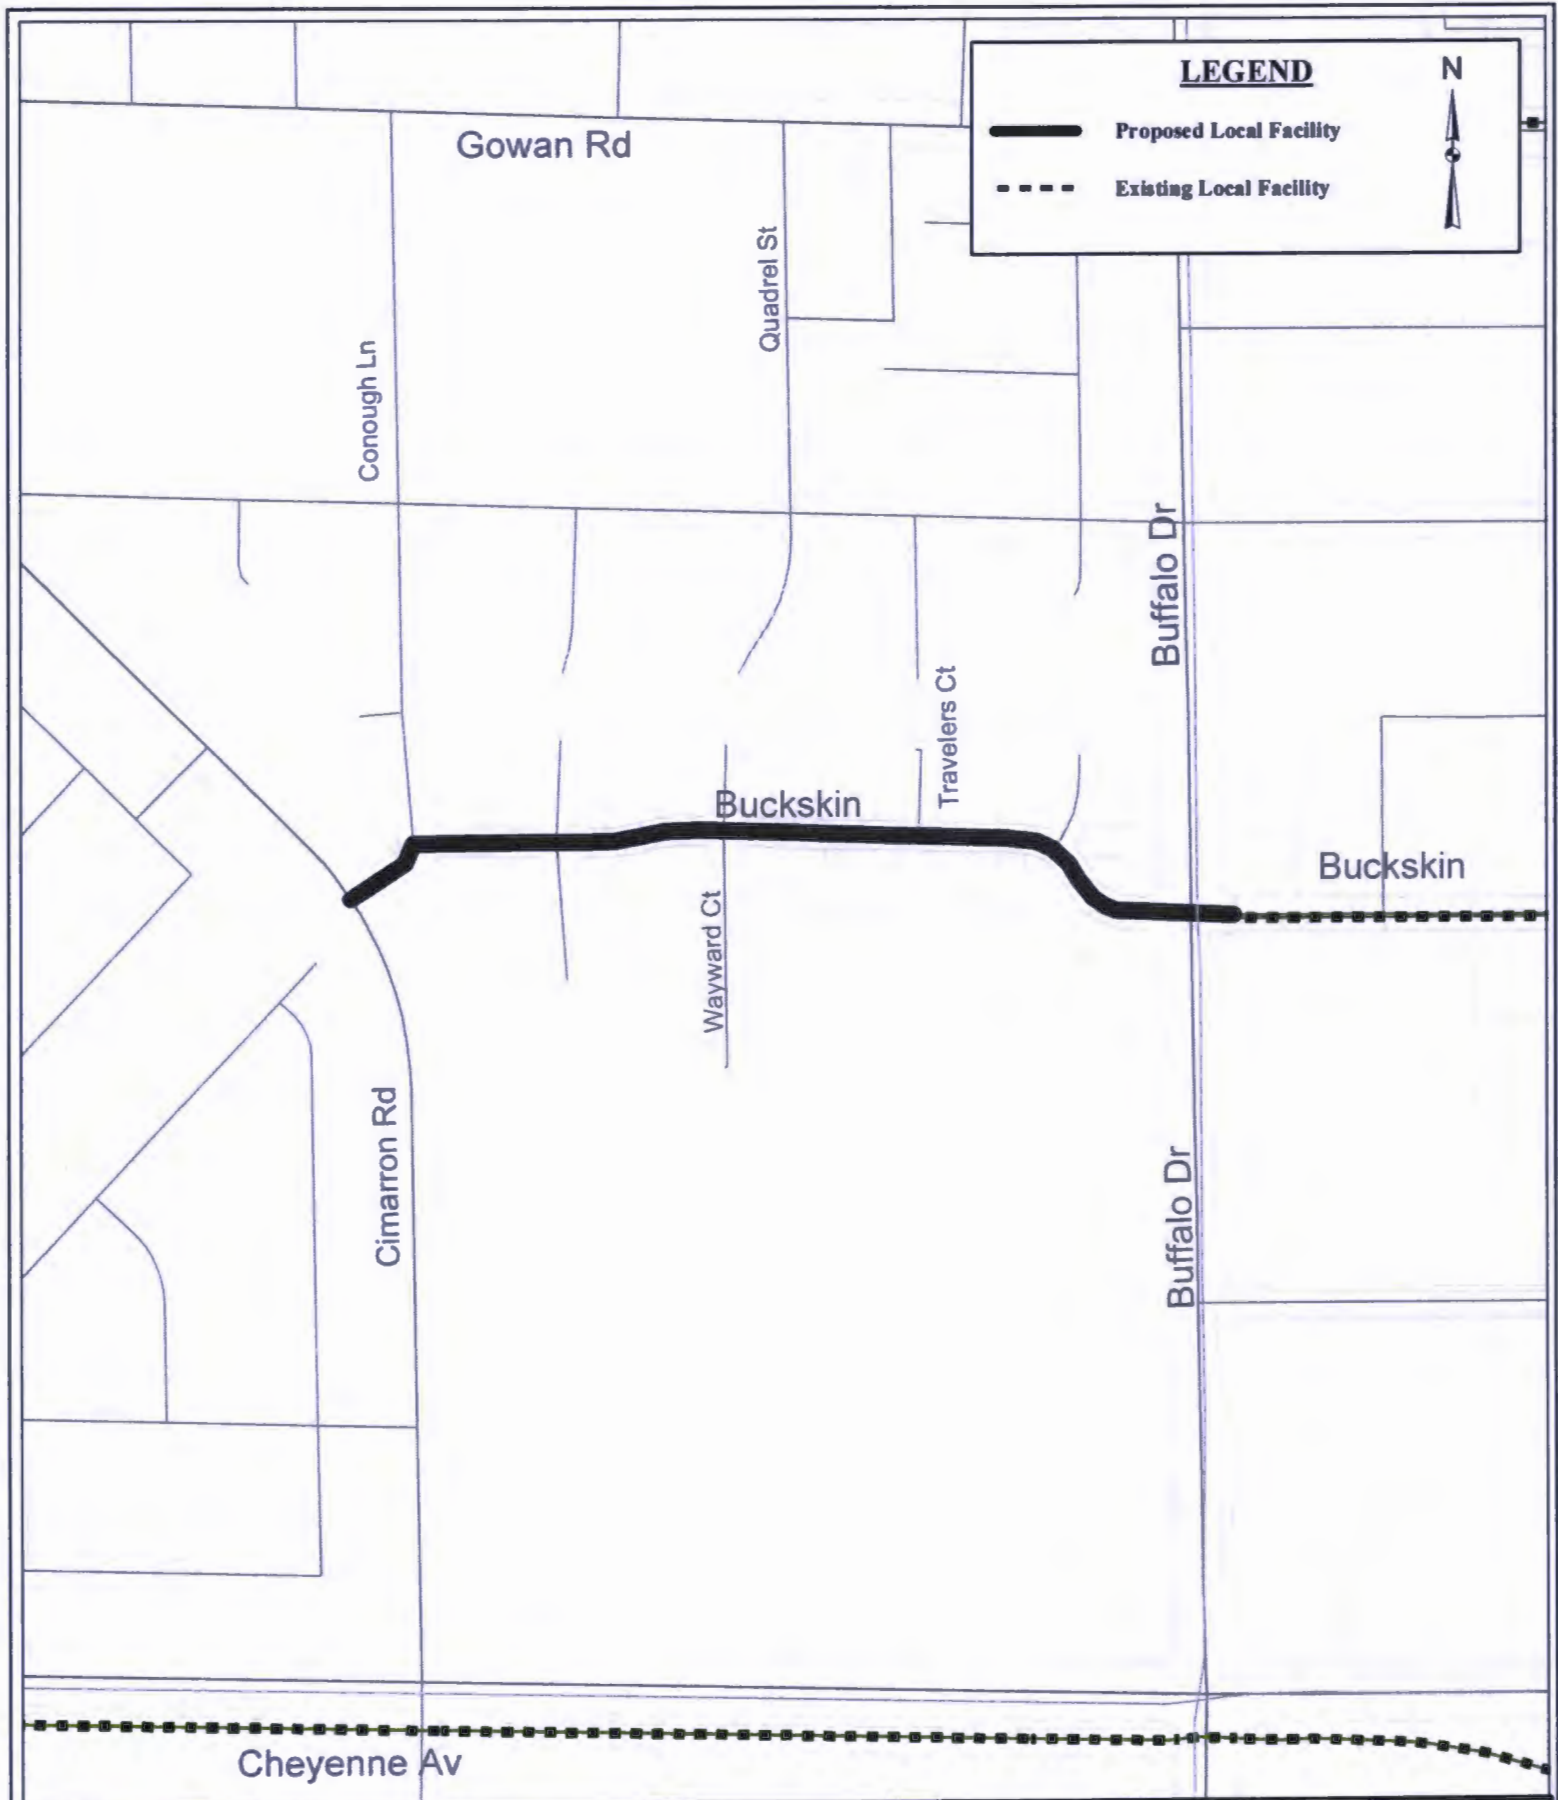 LEGEND
N
Proposed Local Facility
Existing Local Facility
Gowan Rd
Quadrel St
Conough Ln
Buffalo Dr
Travelers Ct
Buckskin
Buckskin
Wayward Ct
Cimarron Rd
Buffalo Dr
Cheyenne Av